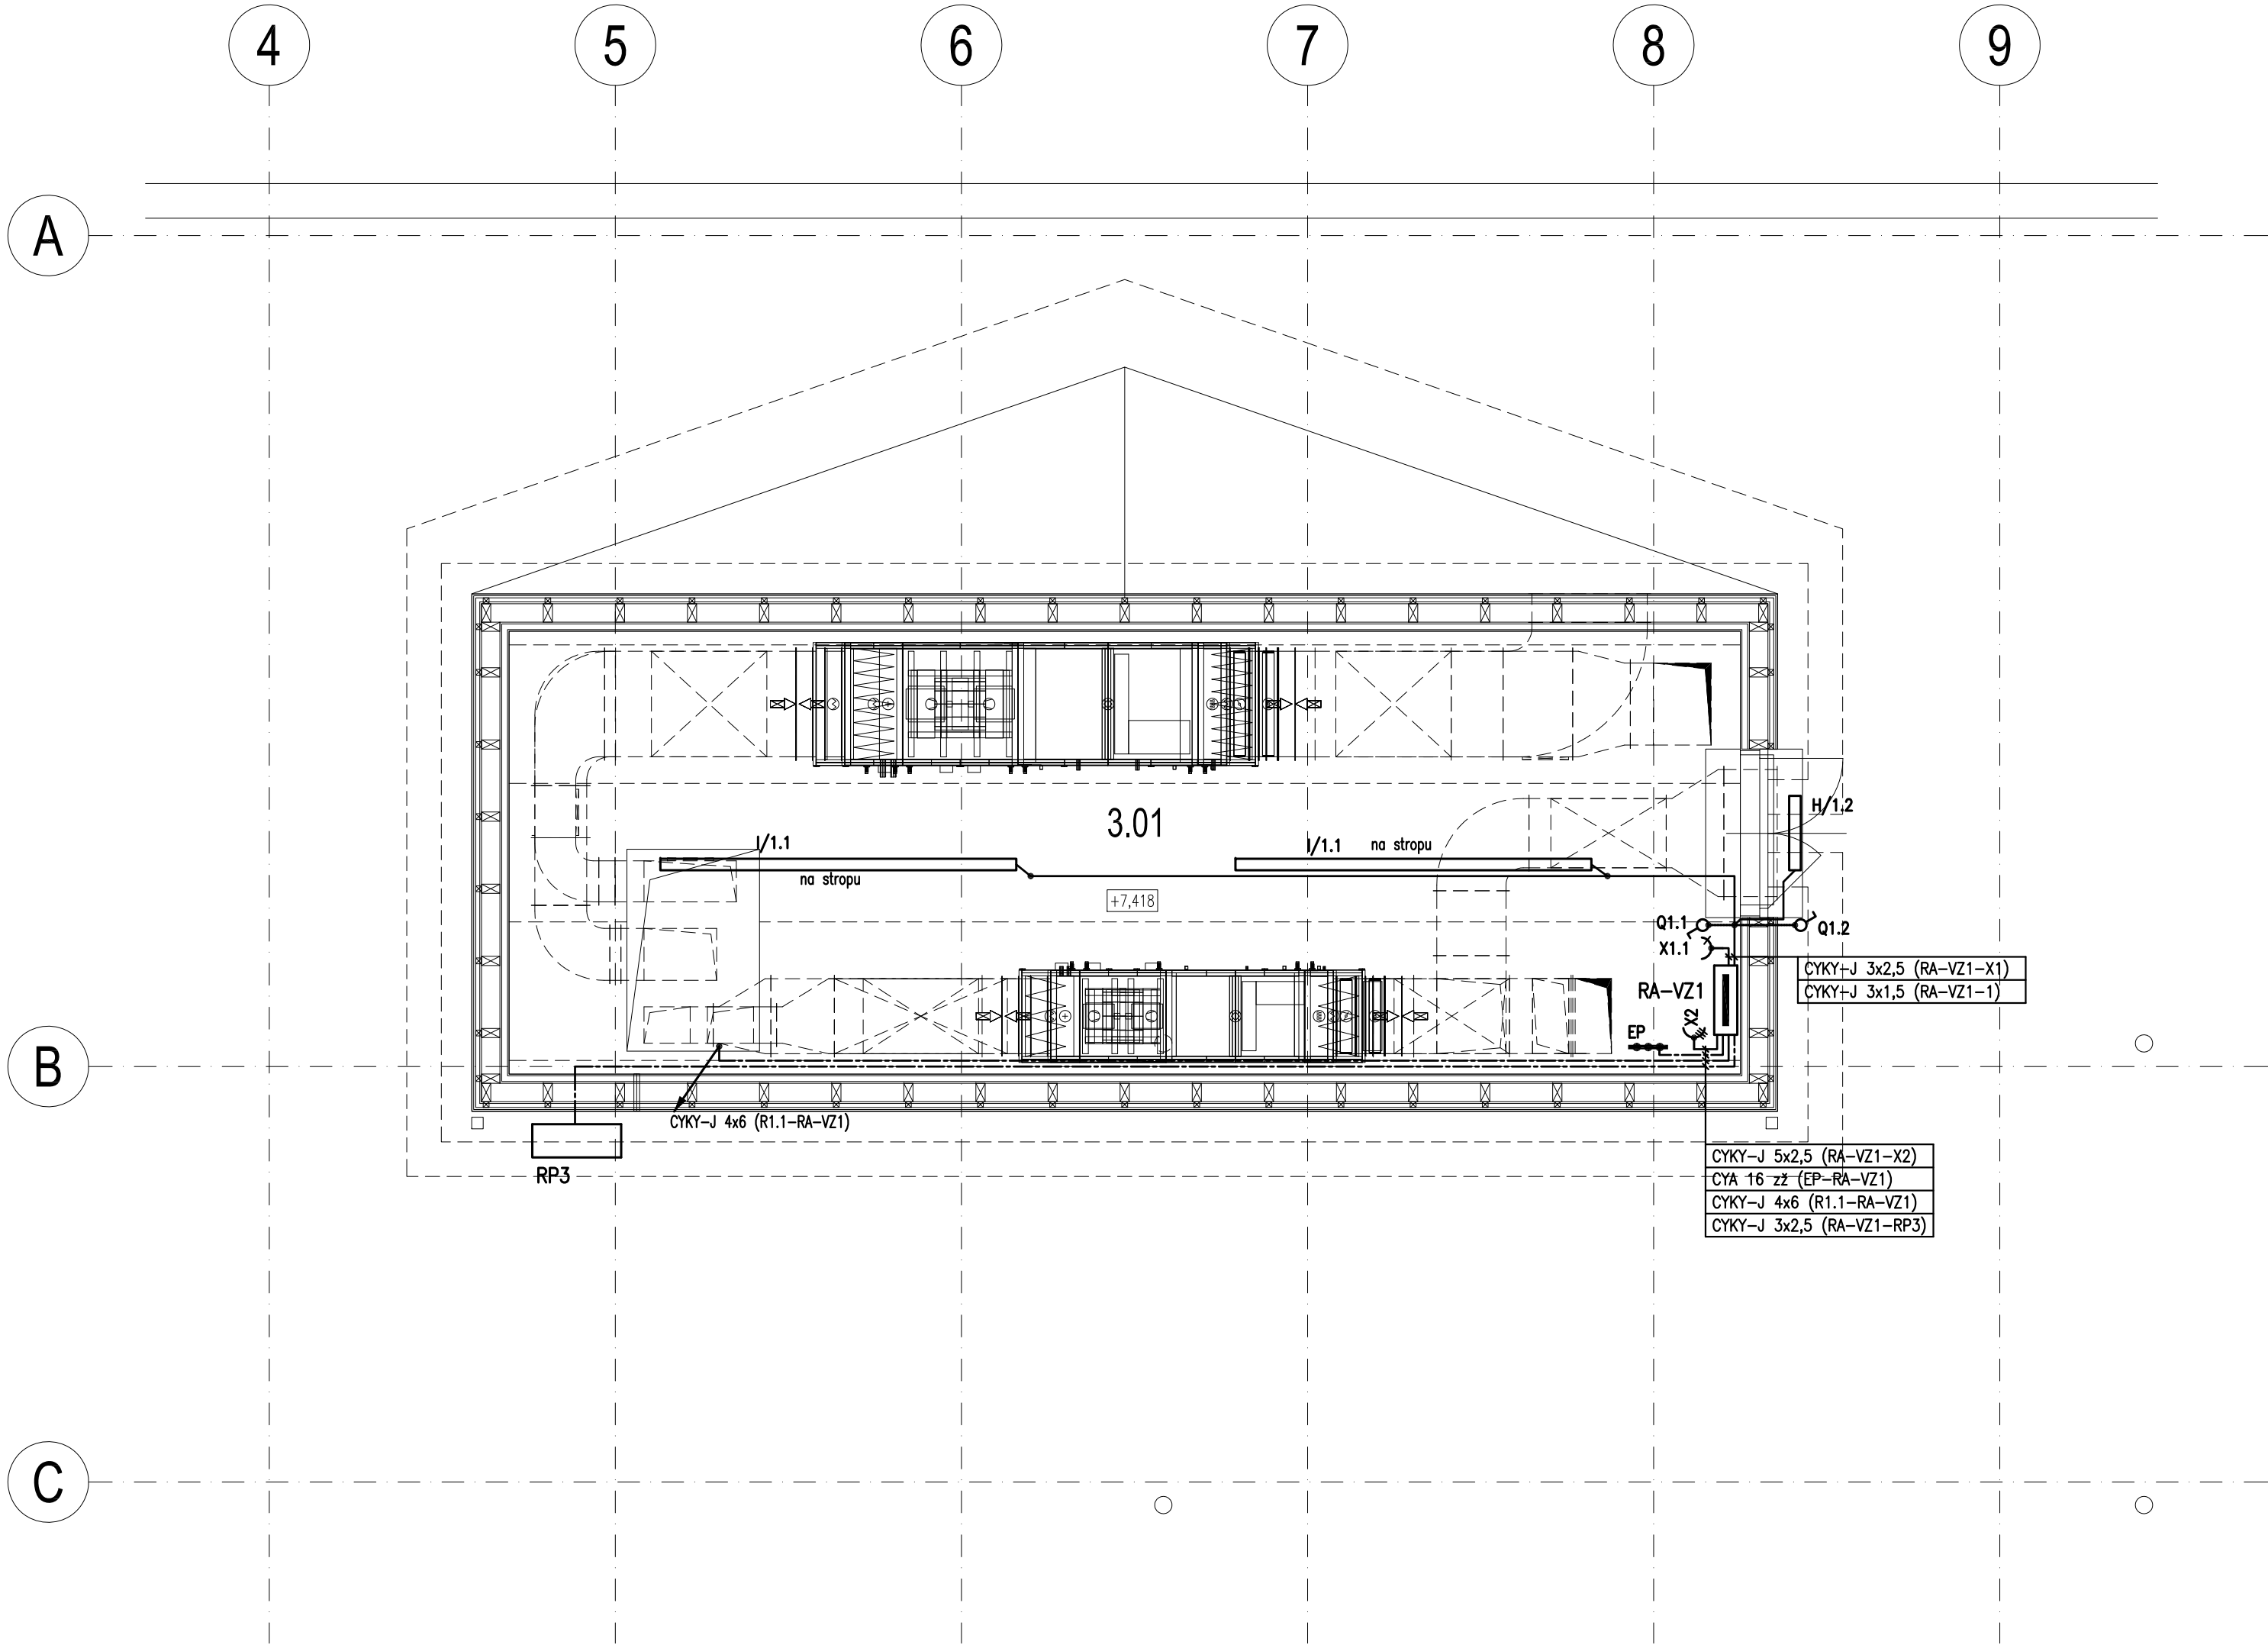 4
5
6
7
8
9
A
3.01
H/1.2
I/1.1
I/1.1
na stropu
na stropu
+7,418
Q1.1
Q1.2
X1.1
CYKY-J 3x2,5 (RA-VZ1-X1)
CYKY-J 3x1,5 (RA-VZ1-1)
RA-VZ1
X2
EP
B
CYKY-J 4x6 (R1.1-RA-VZ1)
RP3
CYKY-J 5x2,5 (RA-VZ1-X2)
CYA 16 zž (EP-RA-VZ1)
CYKY-J 4x6 (R1.1-RA-VZ1)
CYKY-J 3x2,5 (RA-VZ1-RP3)
C